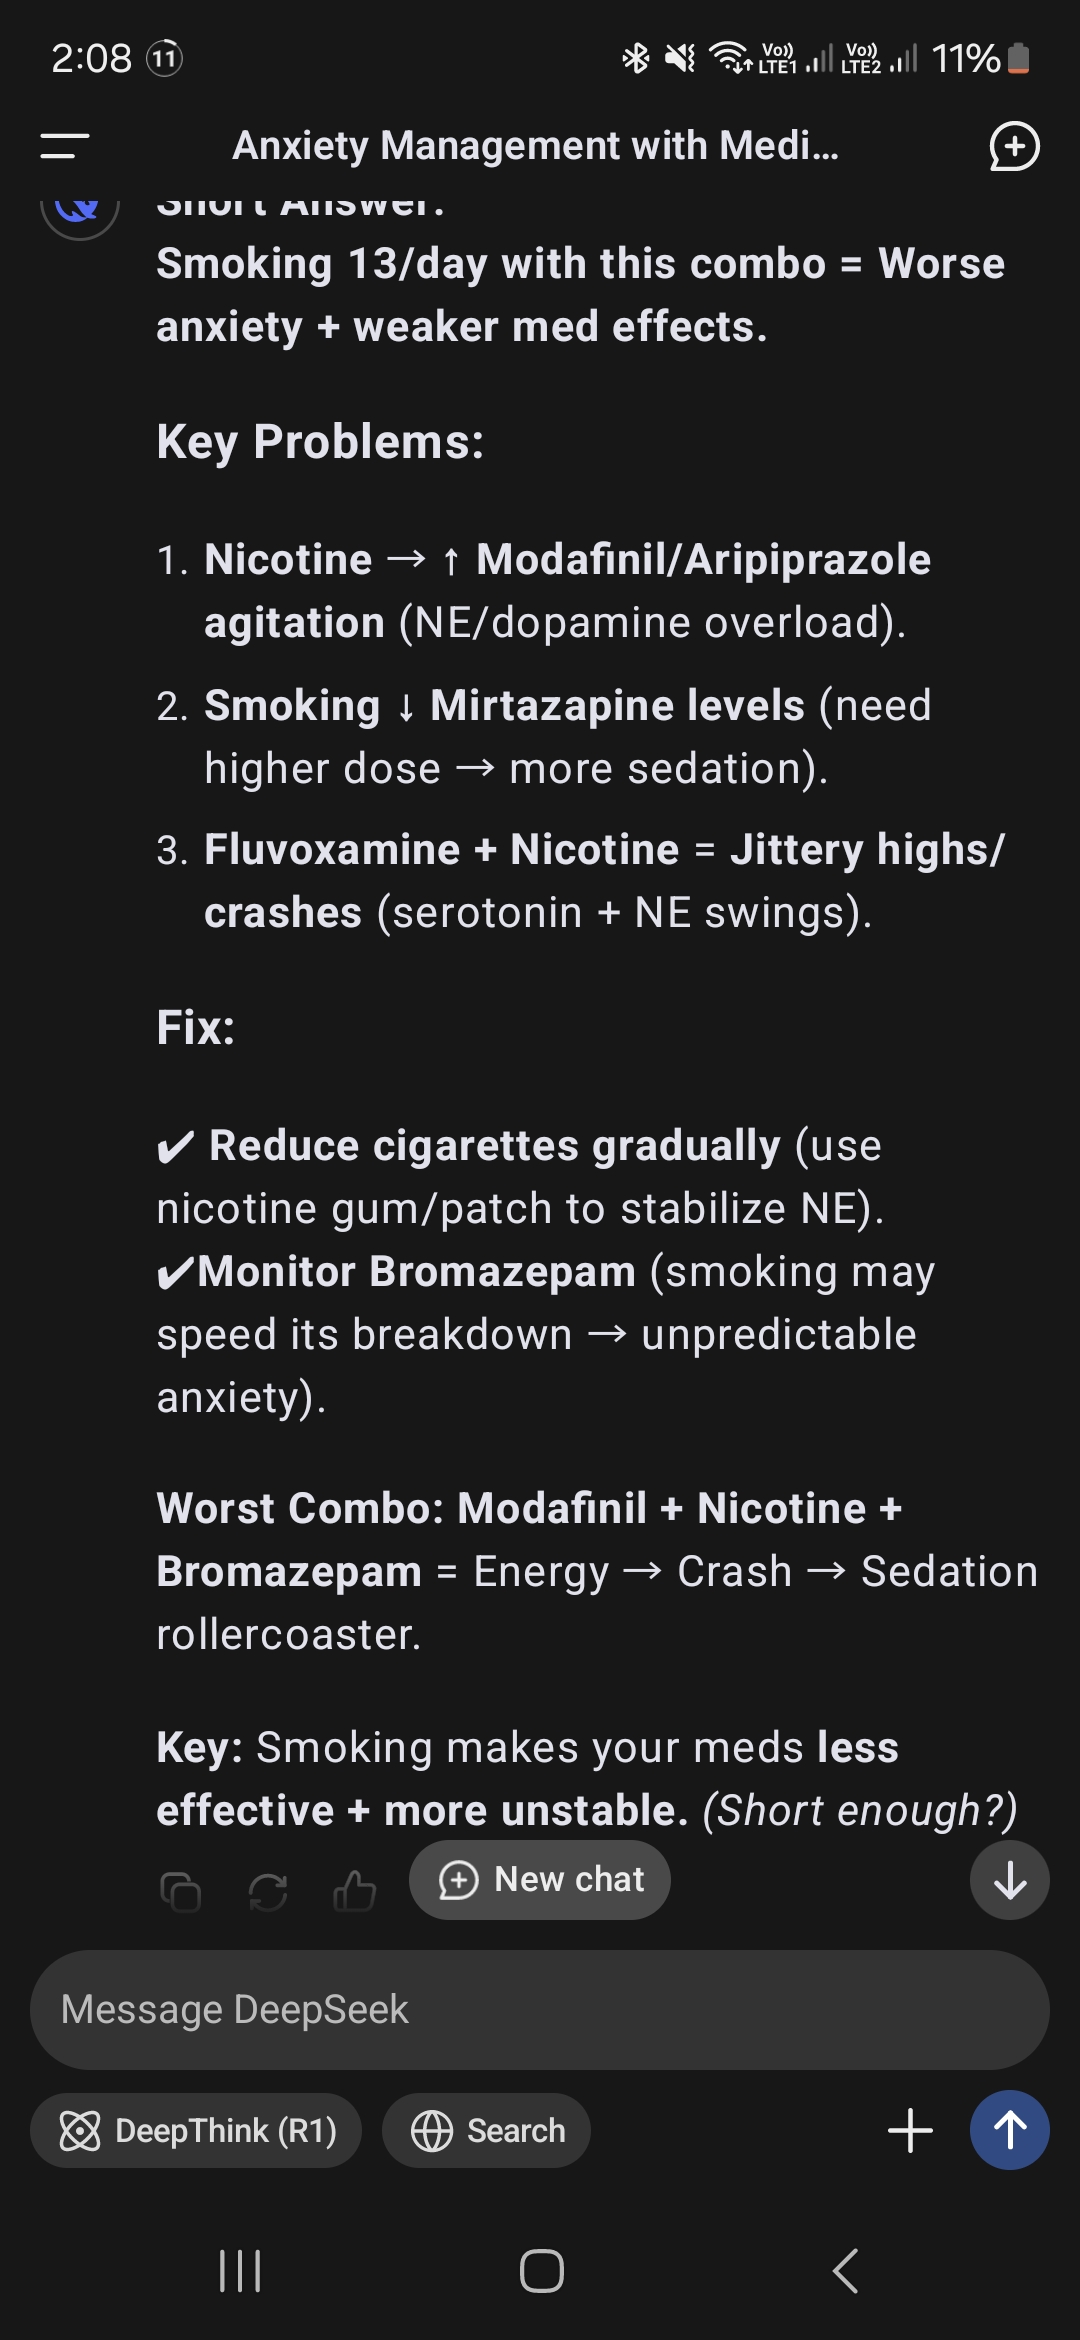 2:08 11 Vo)) LTE1 Vo)) LTE2 11%
Anxiety Management with Medi...
Short Answer:
Smoking 13/day with this combo = Worse
anxiety + weaker med effects.
Key Problems:
1. Nicotine → ↑ Modafinil/Aripiprazole
agitation (NE/dopamine overload).
2. Smoking ↓ Mirtazapine levels (need
higher dose → more sedation).
3. Fluvoxamine + Nicotine = Jittery highs/
crashes (serotonin + NE swings).
Fix:
✔ Reduce cigarettes gradually (use
nicotine gum/patch to stabilize NE).
✔Monitor Bromazepam (smoking may
speed its breakdown → unpredictable
anxiety).
Worst Combo: Modafinil + Nicotine +
Bromazepam = Energy → Crash → Sedation
rollercoaster.
Key: Smoking makes your meds less
effective + more unstable. (Short enough?)
New chat
Message DeepSeek
DeepThink (R1) Search